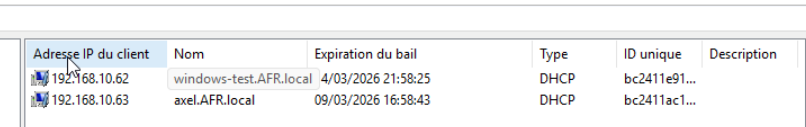 Adresse IP du client Nom Expiration du bail Type ID unique Description
192.168.10.62 windows-test.AFR.local 4/03/2026 21:58:25 DHCP bc2411e91...
192.168.10.63 axel.AFR.local 09/03/2026 16:58:43 DHCP bc2411ac1...